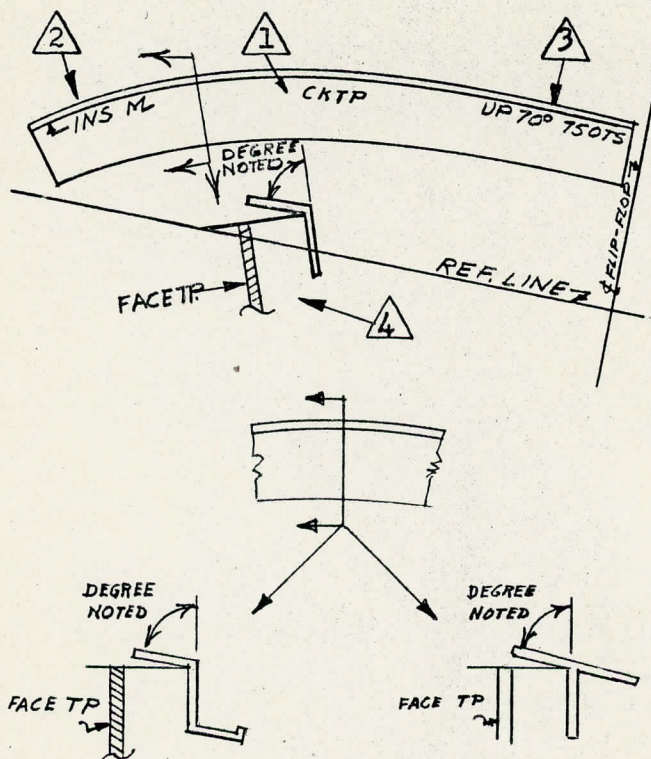 2
1
3
INS ML
CKTP
UP 70° 75OTS
DEGREE
NOTED
FLIP-FLOP
REF. LINE
FACE TP.
4
DEGREE
NOTED
DEGREE
NOTED
FACE TP
FACE TP